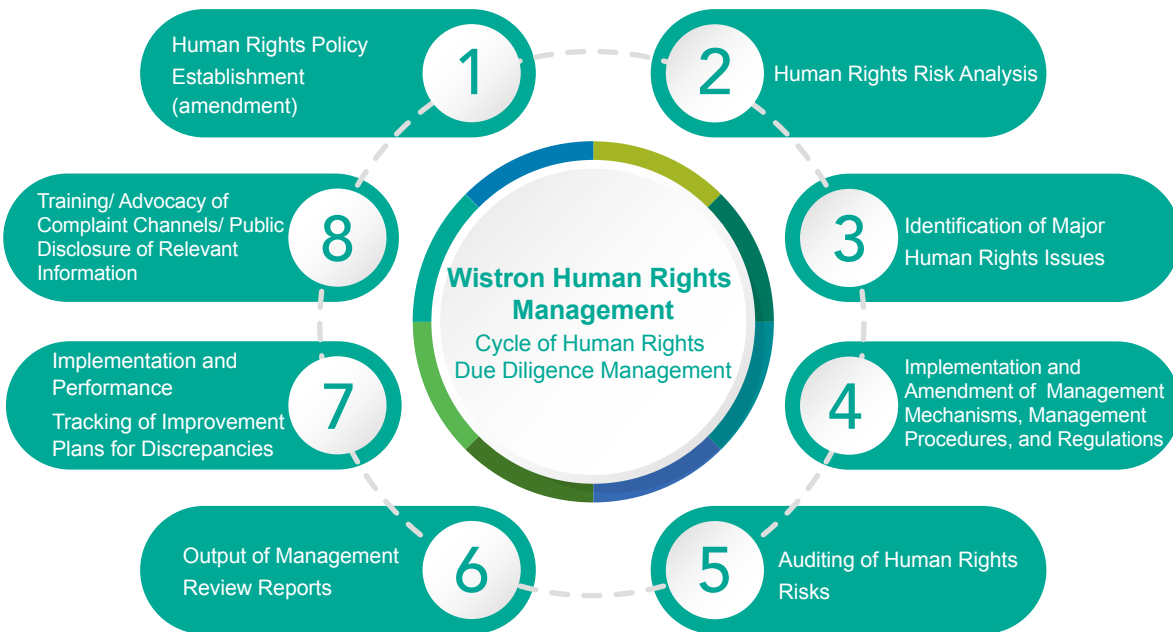 Human Rights Policy
Establishment
(amendment)
1
2
Human Rights Risk Analysis
3
Identification of Major
Human Rights Issues
4
Implementation and
Amendment of Management
Mechanisms, Management
Procedures, and Regulations
5
Auditing of Human Rights
Risks
6
Output of Management
Review Reports
7
Implementation and
Performance
Tracking of Improvement
Plans for Discrepancies
8
Training/ Advocacy of
Complaint Channels/ Public
Disclosure of Relevant
Information
Wistron Human Rights
Management
Cycle of Human Rights
Due Diligence Management